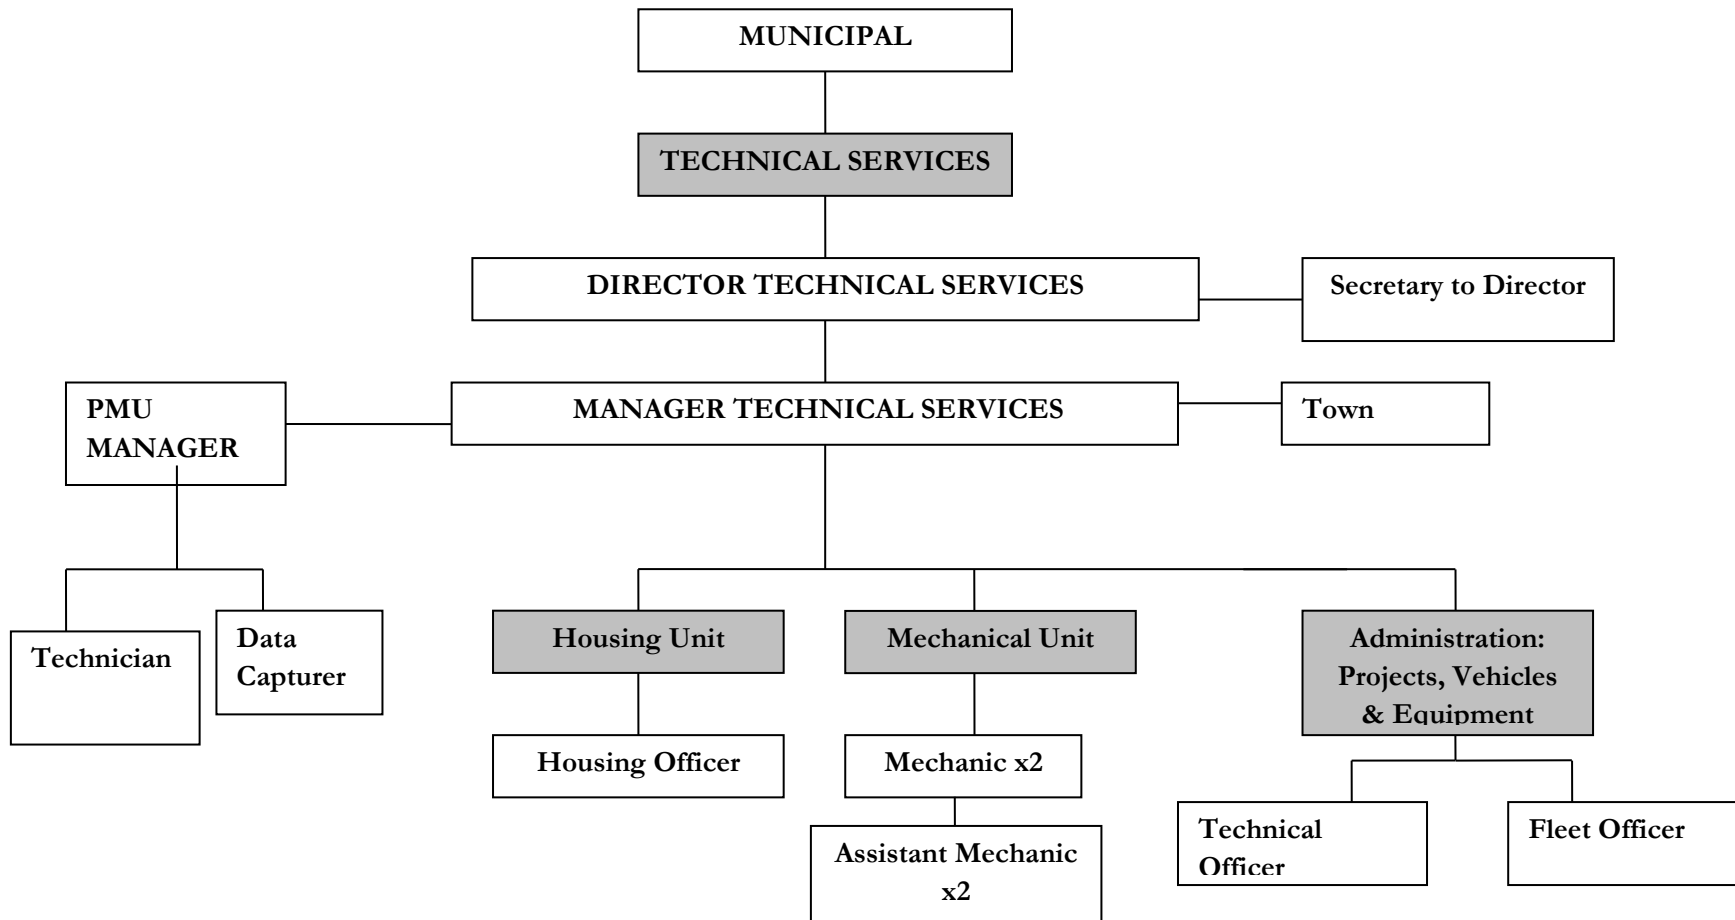 MUNICIPAL
TECHNICAL SERVICES
DIRECTOR TECHNICAL SERVICES
Secretary to Director
PMU
MANAGER
MANAGER TECHNICAL SERVICES
Town
Technician
Data
Capturer
Housing Unit
Mechanical Unit
Administration:
Projects, Vehicles
& Equipment
Housing Officer
Mechanic x2
Technical
Officer
Fleet Officer
Assistant Mechanic
x2